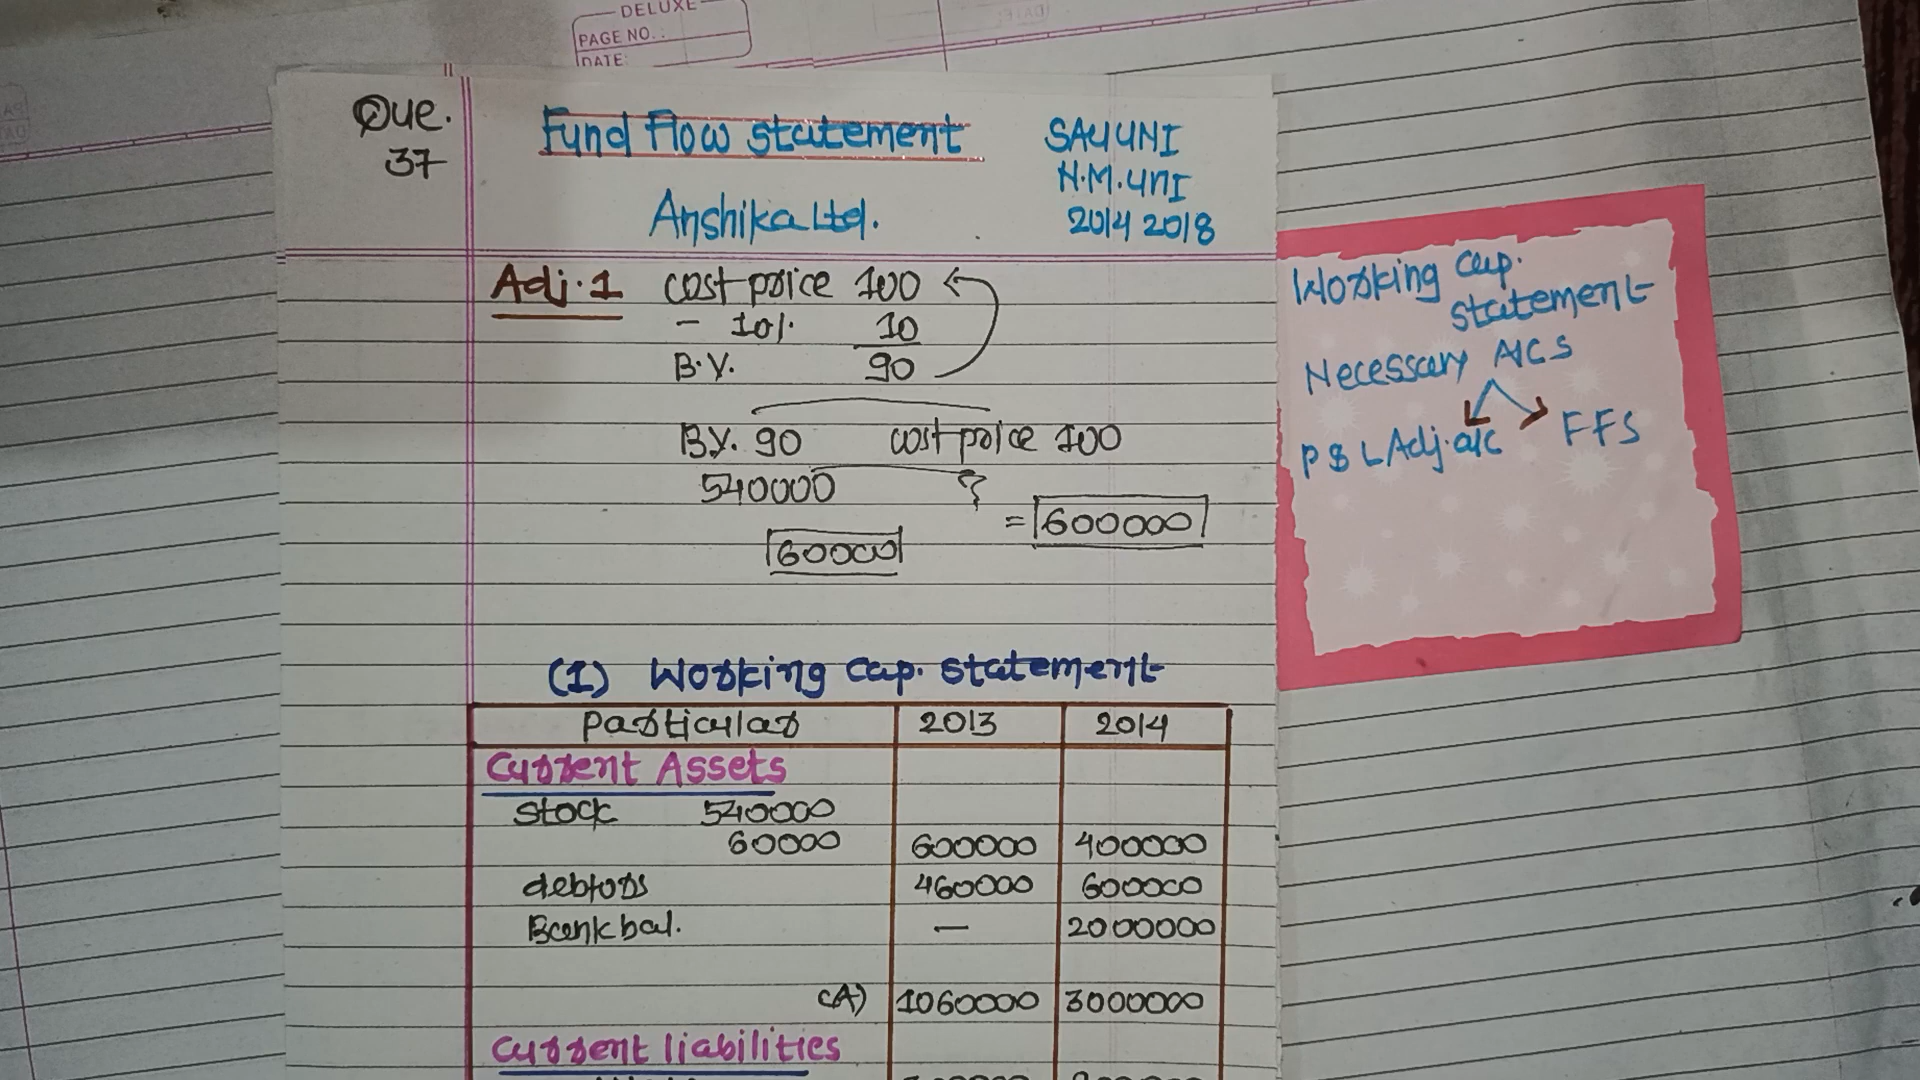 DELUXE
PAGE NO.:
DATE:
Que.
37
Fund Flow statement
Anshika Ltd.
SAUUNI
N.M.UNI
2014 2018
Adj.1 cost price 100
- 10% 10
B.V. 90
B.V. 90 cost price 100
540000 ?
= 600000
60000
(1) Working cap. statement
Particular 2013 2014
Current Assets
stock 540000
60000 600000 400000
debtors 460000 600000
Bank bal. — 2000000
(A) 1060000 3000000
Current liabilities
Working cap.
statement
Necessary A/CS
P & L Adj. a/c FFS